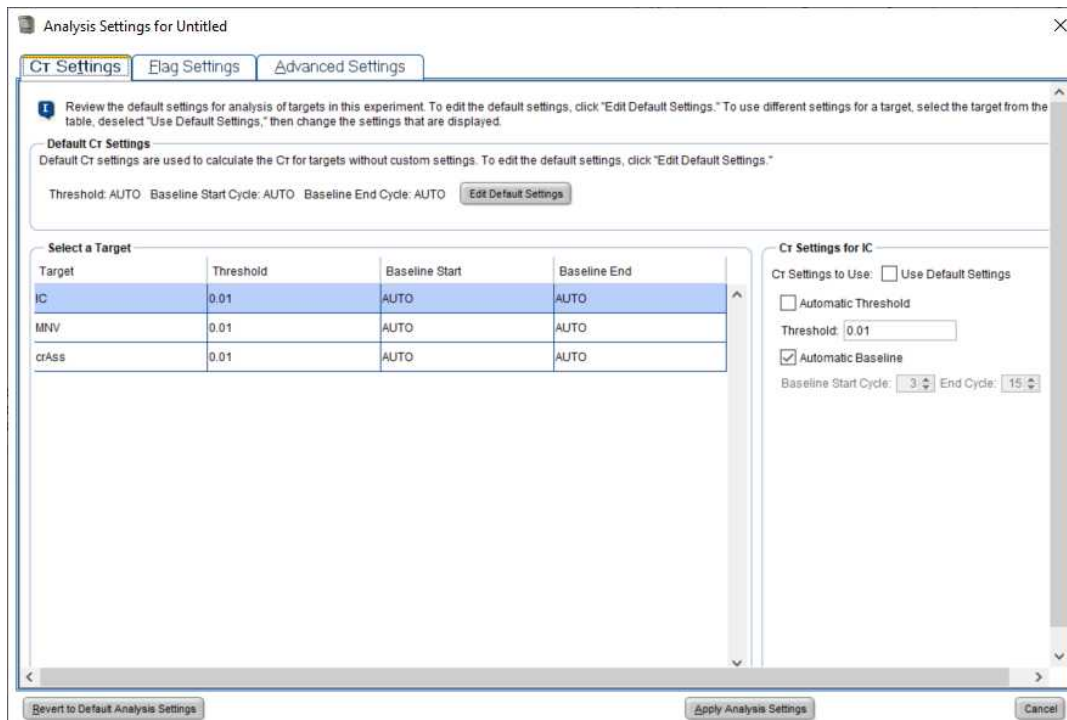 Analysis Settings for Untitled
CT Settings
Flag Settings
Advanced Settings
Review the default settings for analysis of targets in this experiment. To edit the default settings, click "Edit Default Settings." To use different settings for a target, select the target from the
table, deselect "Use Default Settings," then change the settings that are displayed.
Default CT Settings
Default CT settings are used to calculate the CT for targets without custom settings. To edit the default settings, click "Edit Default Settings."
Threshold: AUTO Baseline Start Cycle: AUTO Baseline End Cycle: AUTO Edit Default Settings
Select a Target
Target Threshold Baseline Start Baseline End
IC 0.01 AUTO AUTO
MNV 0.01 AUTO AUTO
crAss 0.01 AUTO AUTO
CT Settings for IC
CT Settings to Use: Use Default Settings
Automatic Threshold
Threshold: 0.01
Automatic Baseline
Baseline Start Cycle: 3 End Cycle: 15
Revert to Default Analysis Settings
Apply Analysis Settings
Cancel